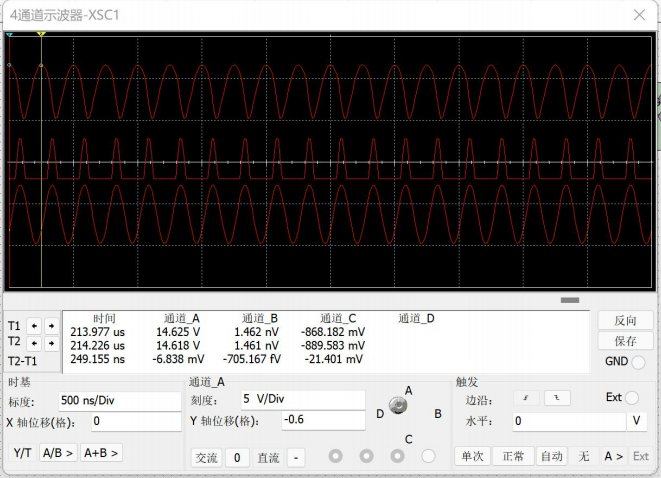 4通道示波器-XSC1
时间 通道_A 通道_B 通道_C 通道_D
T1 213.977 us 14.625 V 1.462 nV -868.182 mV
T2 214.226 us 14.618 V 1.461 nV -889.583 mV
T2-T1 249.155 ns -6.838 mV -705.167 fV -21.401 mV
反向
保存
GND
时基 通道_A 触发
标度: 500 ns/Div 刻度: 5 V/Div A 边沿: Ext
X 轴位移(格): 0 Y 轴位移(格): -0.6 D B 水平: 0 V
C
Y/T A/B > A+B > 交流 0 直流 - 单次 正常 自动 无 A > Ext